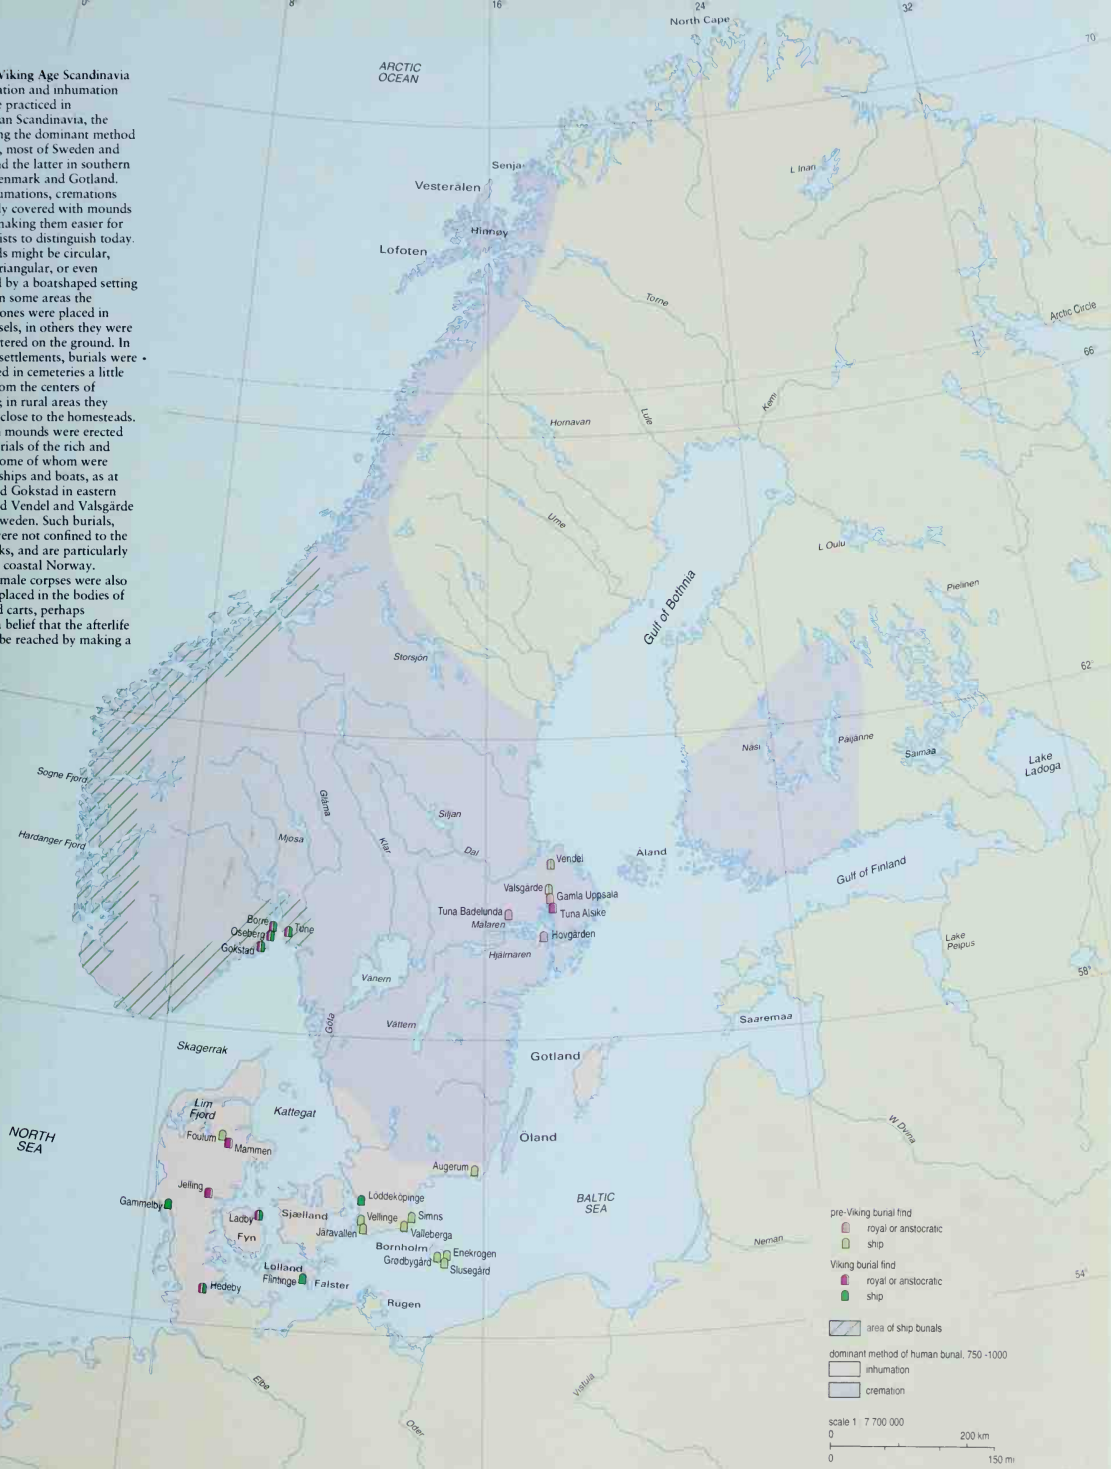 0°
8°
16°
24°
32°
North Cape
70°
ARCTIC
OCEAN
Viking Age Scandinavia
ation and inhumation
e practiced in
an Scandinavia, the
ng the dominant method
, most of Sweden and
d the latter in southern
enmark and Gotland.
umations, cremations
ly covered with mounds
making them easier for
ists to distinguish today.
ls might be circular,
riangular, or even
l by a boatshaped setting
n some areas the
ones were placed in
sels, in others they were
tered on the ground. In
settlements, burials were
ed in cemeteries a little
om the centers of
; in rural areas they
close to the homesteads.
mounds were erected
rials of the rich and
ome of whom were
ships and boats, as at
d Gokstad in eastern
d Vendel and Valsgärde
weden. Such burials,
ere not confined to the
ks, and are particularly
coastal Norway.
male corpses were also
placed in the bodies of
d carts, perhaps
belief that the afterlife
be reached by making a
Senja
Vesterålen
Hinnøy
Lofoten
L Inari
Torne
Arctic Circle
66°
Hornavan
Lule
Kemi
Ume
L Oulu
Pielinen
Gulf of Bothnia
Storsjön
62°
Näsi
Päijänne
Saimaa
Lake
Ladoga
Sogne Fjord
Hardanger Fjord
Glåma
Mjosa
Klar
Siljan
Dal
Åland
Gulf of Finland
Vendel
Valsgärde
Gamla Uppsala
Tuna Badelunda
Tuna Alsike
Mälaren
Hovgården
Hjälmaren
Borre
Oseberg
Tune
Gokstad
Vänern
Vättern
Göta
Lake
Peipus
58°
Saaremaa
Skagerrak
Gotland
Lim
Fjord
Kattegat
NORTH
SEA
Foulum
Mammen
Öland
W Dvina
Jelling
Gammelby
Ladby
Fyn
Sjælland
Augerum
Löddeköpinge
Vellinge
Simris
Järavallen
Valleberga
BALTIC
SEA
Bornholm
Enekrogen
Grødbygård
Slusegård
Lolland
Flintinge
Falster
Hedeby
Rügen
Neman
54°
Elbe
Oder
Vistula
pre-Viking burial find
royal or aristocratic
ship
Viking burial find
royal or aristocratic
ship
area of ship burials
dominant method of human burial, 750 -1000
inhumation
cremation
scale 1 : 7 700 000
0
200 km
0
150 mi